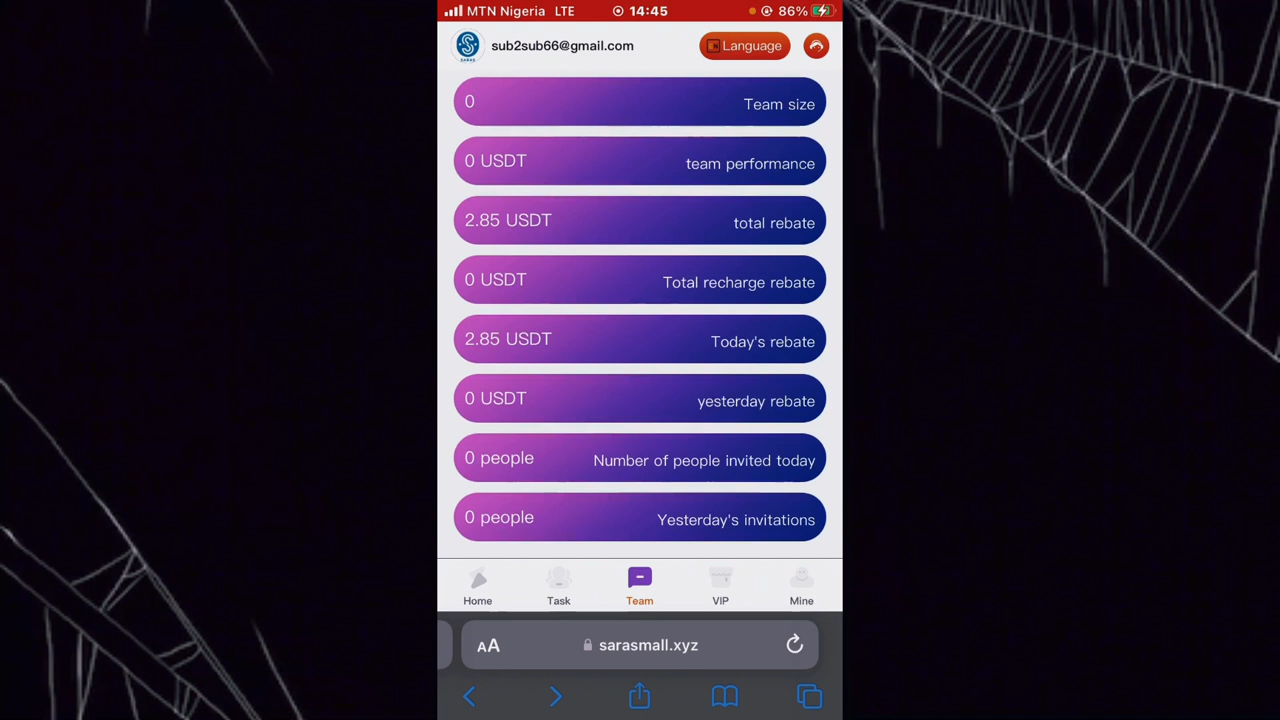 MTN Nigeria LTE 14:45 86%
SARAS
sub2sub66@gmail.com Language
0 Team size
0 USDT team performance
2.85 USDT total rebate
0 USDT Total recharge rebate
2.85 USDT Today's rebate
0 USDT yesterday rebate
0 people Number of people invited today
0 people Yesterday's invitations
Home Task Team VIP Mine
AA sarasmall.xyz